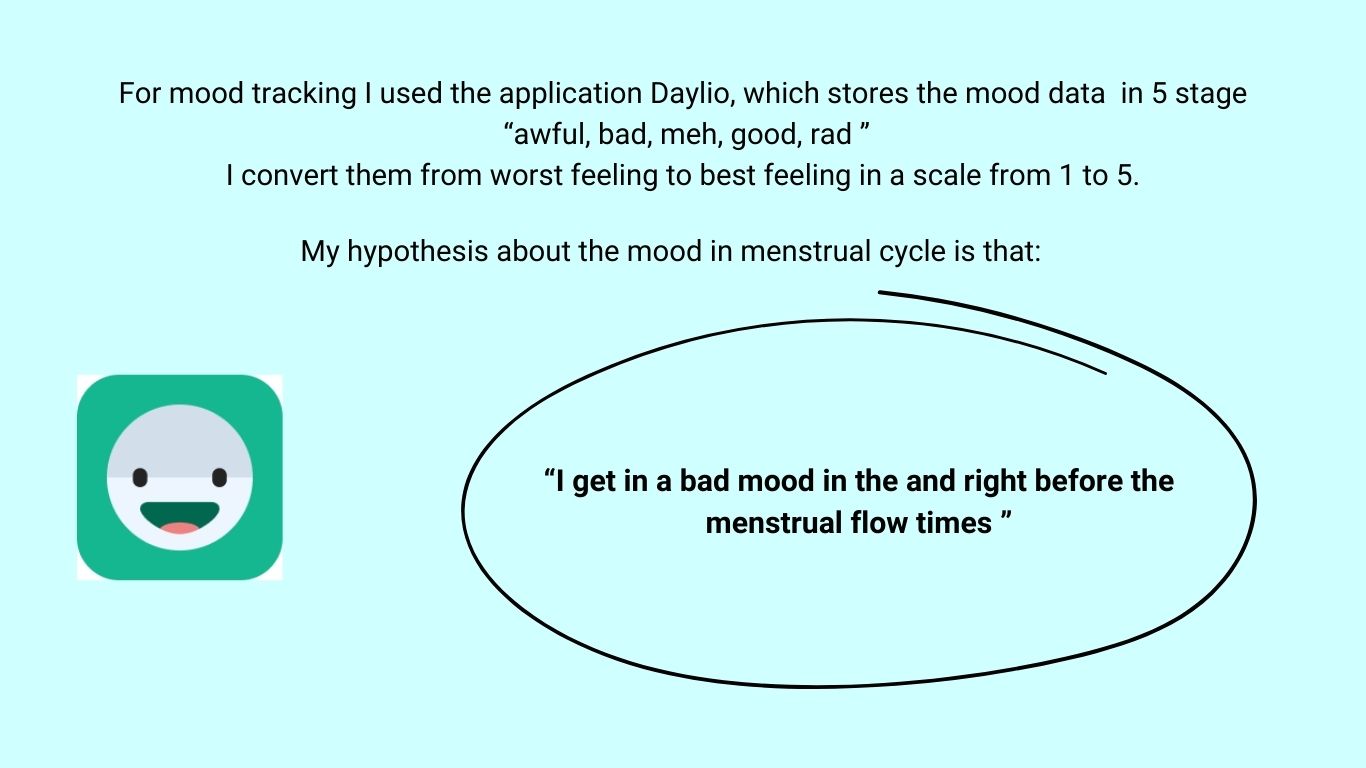 For mood tracking I used the application Daylio, which stores the mood data  in 5 stage
“awful, bad, meh, good, rad ”
I convert them from worst feeling to best feeling in a scale from 1 to 5.
My hypothesis about the mood in menstrual cycle is that:
“I get in a bad mood in the and right before the
menstrual flow times ”